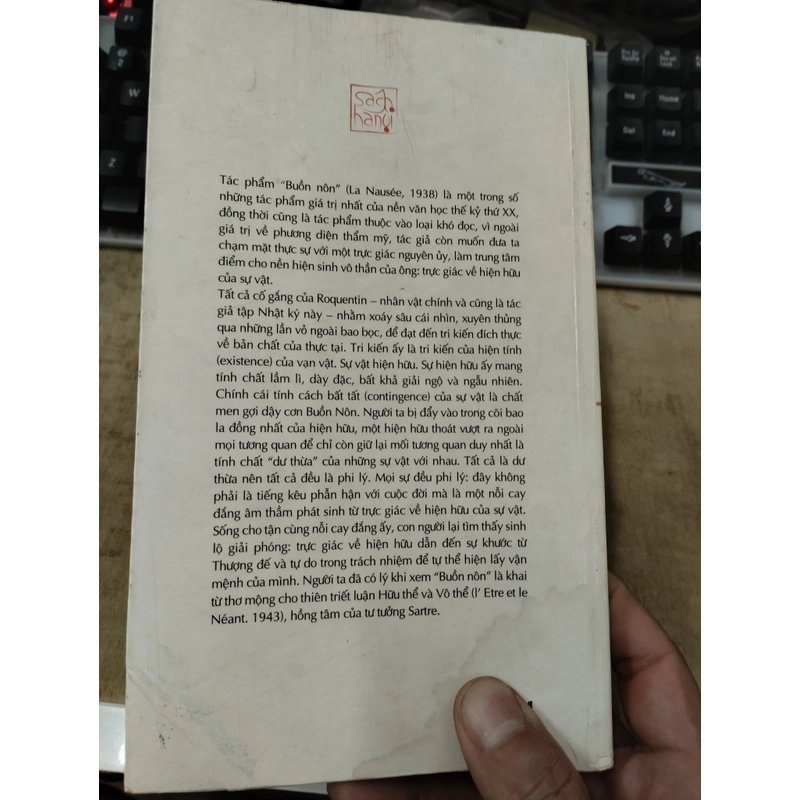 sách
hà nội
Tác phẩm "Buồn nôn" (La Nausée, 1938) là một trong số
những tác phẩm giá trị nhất của nền văn học thế kỷ thứ XX,
đồng thời cũng là tác phẩm thuộc vào loại khó đọc, vì ngoài
giá trị về phương diện thẩm mỹ, tác giả còn muốn đưa ta
chạm mặt thực sự với một trực giác nguyên ủy, làm trung tâm
điểm cho nền hiện sinh vô thần của ông: trực giác về hiện hữu
của sự vật.
Tất cả cố gắng của Roquentin – nhân vật chính và cũng là tác
giả tập Nhật ký này – nhằm xoáy sâu cái nhìn, xuyên thủng
qua những lần vỏ ngoài bao bọc, để đạt đến tri kiến đích thực
về bản chất của thực tại. Tri kiến ấy là tri kiến của hiện tính
(existence) của vạn vật. Sự vật hiện hữu. Sự hiện hữu ấy mang
tính chất lầm lì, dày đặc, bất khả giải ngộ và ngẫu nhiên.
Chính cái tính cách bất tất (contingence) của sự vật là chất
men gợi dậy cơn Buồn Nôn. Người ta bị đẩy vào trong cõi bao
la đồng nhất của hiện hữu, một hiện hữu thoát vượt ra ngoài
mọi tương quan để chỉ còn giữ lại mối tương quan duy nhất là
tính chất "dư thừa" của những sự vật với nhau. Tất cả là dư
thừa nên tất cả đều là phi lý. Mọi sự đều phi lý: đây không
phải là tiếng kêu phẫn hận với cuộc đời mà là một nỗi cay
đắng âm thầm phát sinh từ trực giác về hiện hữu của sự vật.
Sống cho tận cùng nỗi cay đắng ấy, con người lại tìm thấy sinh
lộ giải phóng: trực giác về hiện hữu dẫn đến sự khước từ
Thượng đế và tự do trong trách nhiệm để tự thể hiện lấy vận
mệnh của mình. Người ta đã có lý khi xem "Buồn nôn" là khai
từ thơ mộng cho thiên triết luận Hữu thể và Vô thể (l' Etre et le
Néant. 1943), hồng tâm của tư tưởng Sartre.
F1
2
W
Z
Home
End
Ins
Del